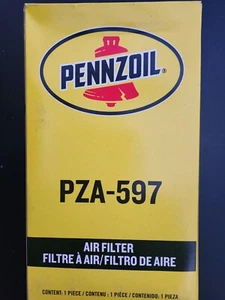 PENNZOIL®
PZA-597
AIR FILTER
FILTRE À AIR/FILTRO DE AIRE
CONTENT: 1 PIECE / CONTENU : 1 PIÈCE / CONTENIDO: 1 PIEZA